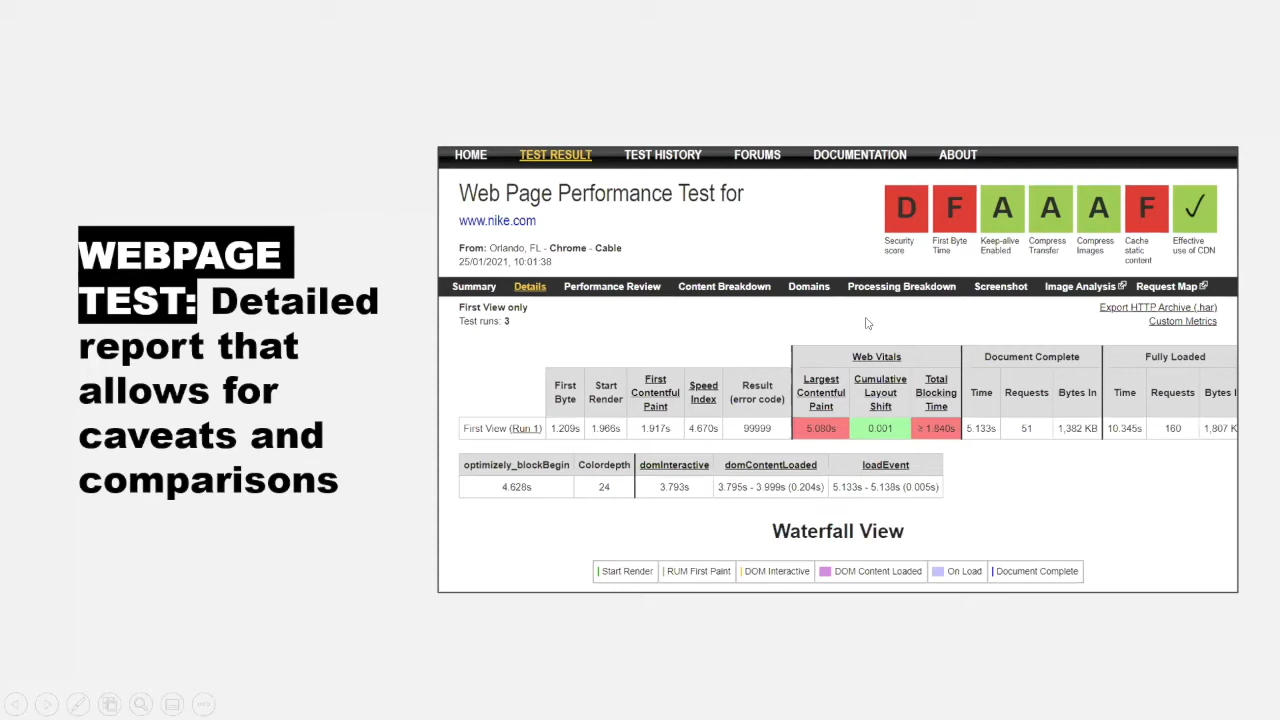 WEBPAGE
TEST: Detailed
report that
allows for
caveats and
comparisons
HOME TEST RESULT TEST HISTORY FORUMS DOCUMENTATION ABOUT
Web Page Performance Test for
www.nike.com
From: Orlando, FL - Chrome - Cable
25/01/2021, 10:01:38
D F A A A F ✓
Security score
First Byte Time
Keep-alive Enabled
Compress Transfer
Compress Images
Cache static content
Effective use of CDN
Summary Details Performance Review Content Breakdown Domains Processing Breakdown Screenshot Image Analysis Request Map
First View only
Test runs: 3
Export HTTP Archive (.har)
Custom Metrics
Web Vitals Document Complete Fully Loaded
First Byte
Start Render
First Contentful Paint
Speed Index
Result (error code)
Largest Contentful Paint
Cumulative Layout Shift
Total Blocking Time
Time Requests Bytes In Time Requests Bytes I
First View (Run 1) 1.209s 1.966s 1.917s 4.670s 99999 5.080s 0.001 ≥ 1.840s 5.133s 51 1,382 KB 10.345s 160 1,807 K
optimizely_blockBegin Colordepth domInteractive domContentLoaded loadEvent
4.628s 24 3.793s 3.795s - 3.999s (0.204s) 5.133s - 5.138s (0.005s)
Waterfall View
Start Render RUM First Paint DOM Interactive DOM Content Loaded On Load Document Complete